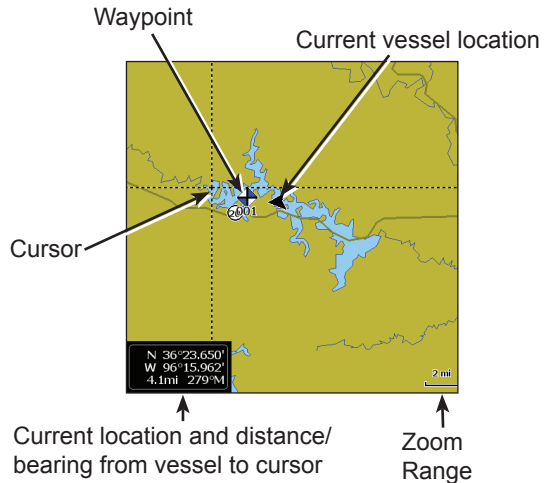 Waypoint
Current vessel location
001
Cursor
N 36°23.650'
W 96°15.962'
4.1mi 279°M
2 mi
Current location and distance/
bearing from vessel to cursor
Zoom
Range